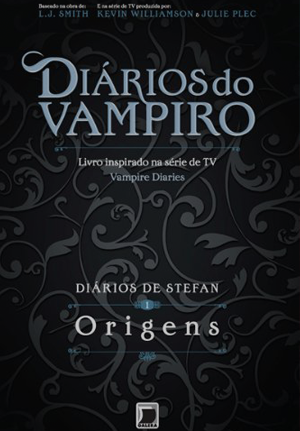 Baseado na obra de: E na série de TV produzida por:
L.J. SMITH KEVIN WILLIAMSON e JULIE PLEC
DIÁRIOS do
VAMPIRO
Livro inspirado na série de TV
Vampire Diaries
DIÁRIOS DE STEFAN
1
Origens
GALERA